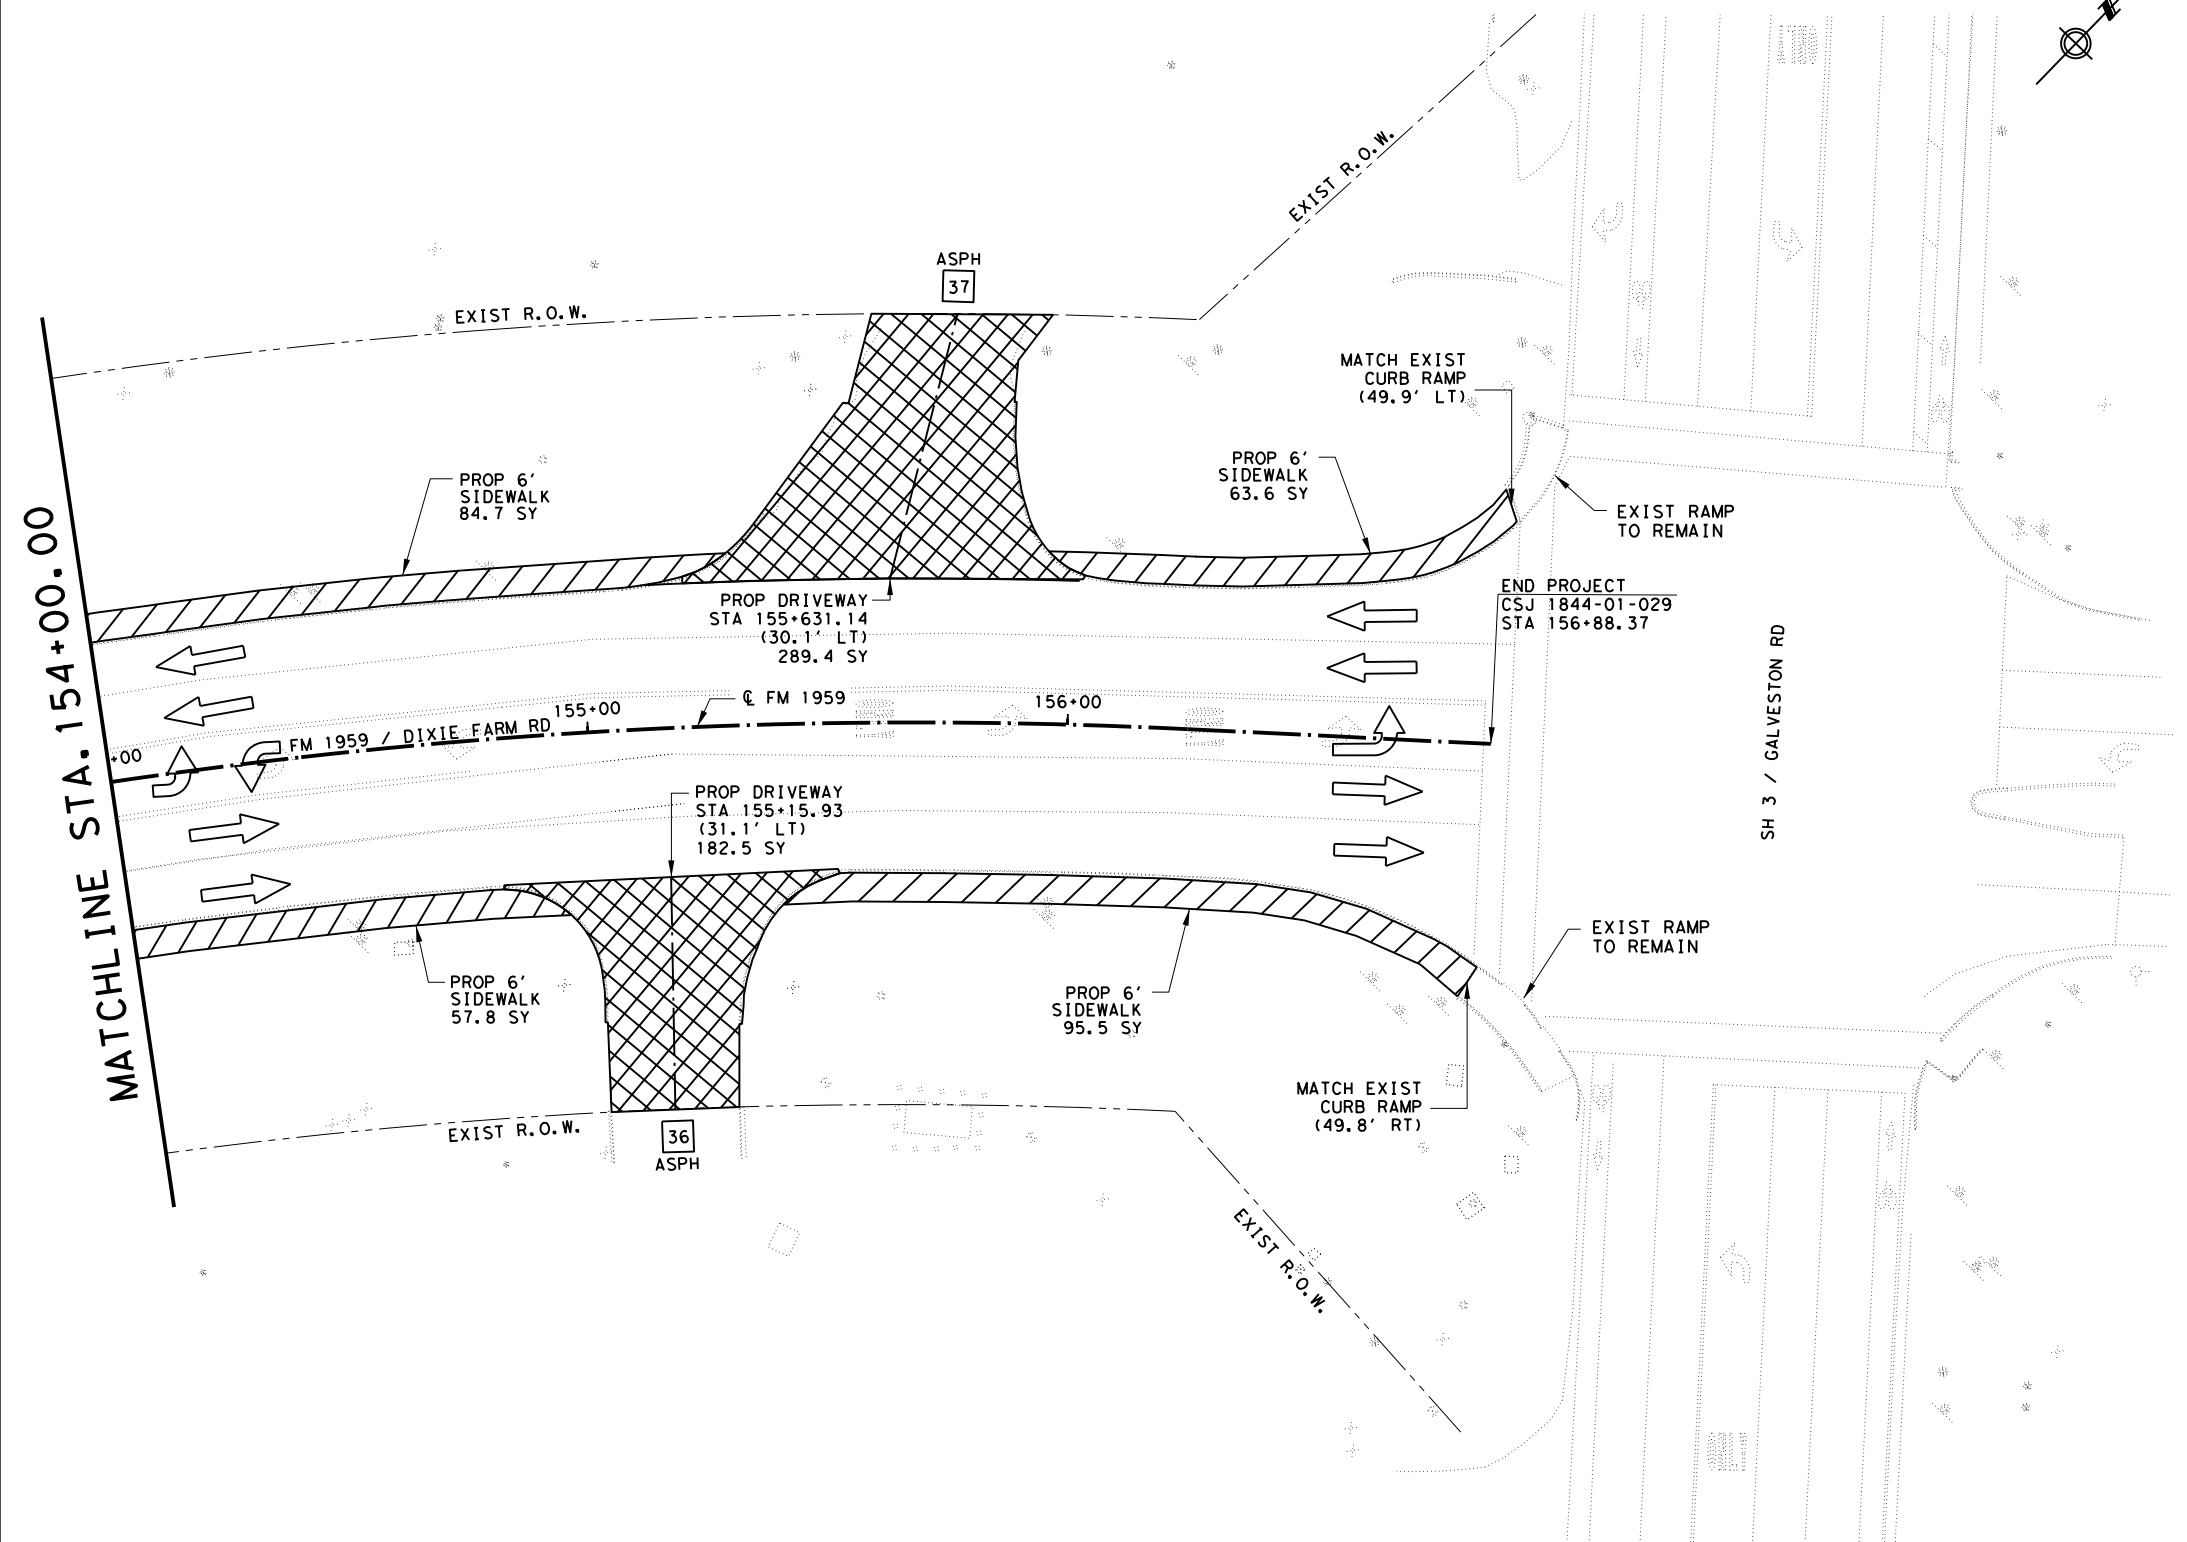 ASPH
37
EXIST R.O.W.
EXIST R.O.W.
MATCH EXIST
CURB RAMP
(49.9' LT)
PROP 6'
SIDEWALK
84.7 SY
PROP 6'
SIDEWALK
63.6 SY
EXIST RAMP
TO REMAIN
MATCHLINE STA. 154+00.00
PROP DRIVEWAY
STA 155+631.14
(30.1' LT)
289.4 SY
END PROJECT
CSJ 1844-01-029
STA 156+88.37
SH 3 / GALVESTON RD
℄ FM 1959
155+00
156+00
+00
FM 1959 / DIXIE FARM RD
PROP DRIVEWAY
STA 155+15.93
(31.1' LT)
182.5 SY
EXIST RAMP
TO REMAIN
PROP 6'
SIDEWALK
57.8 SY
PROP 6'
SIDEWALK
95.5 SY
MATCH EXIST
CURB RAMP
(49.8' RT)
EXIST R.O.W.
36
ASPH
EXIST R.O.W.